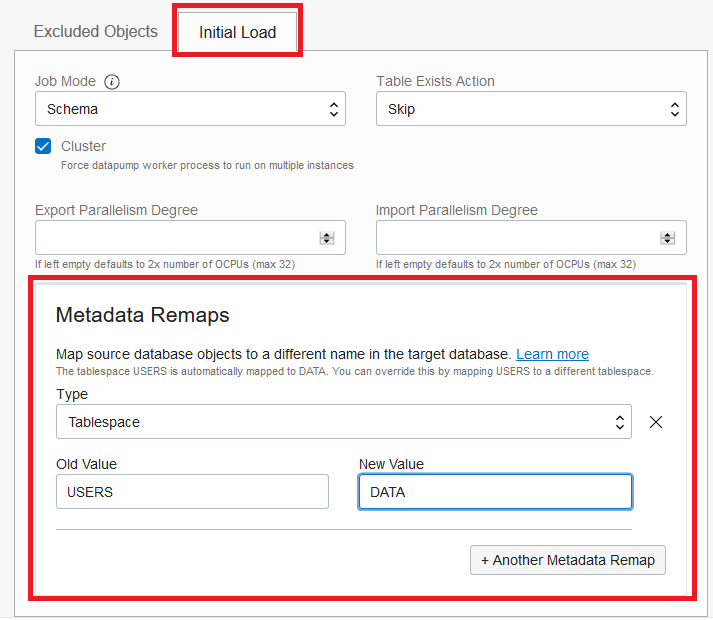 Excluded Objects
Initial Load
Job Mode
Table Exists Action
Schema
Skip
Cluster
Force datapump worker process to run on multiple instances
Export Parallelism Degree
Import Parallelism Degree
If left empty defaults to 2x number of OCPUs (max 32)
If left empty defaults to 2x number of OCPUs (max 32)
Metadata Remaps
Map source database objects to a different name in the target database. Learn more
The tablespace USERS is automatically mapped to DATA. You can override this by mapping USERS to a different tablespace.
Type
Tablespace
Old Value
New Value
USERS
DATA
+ Another Metadata Remap